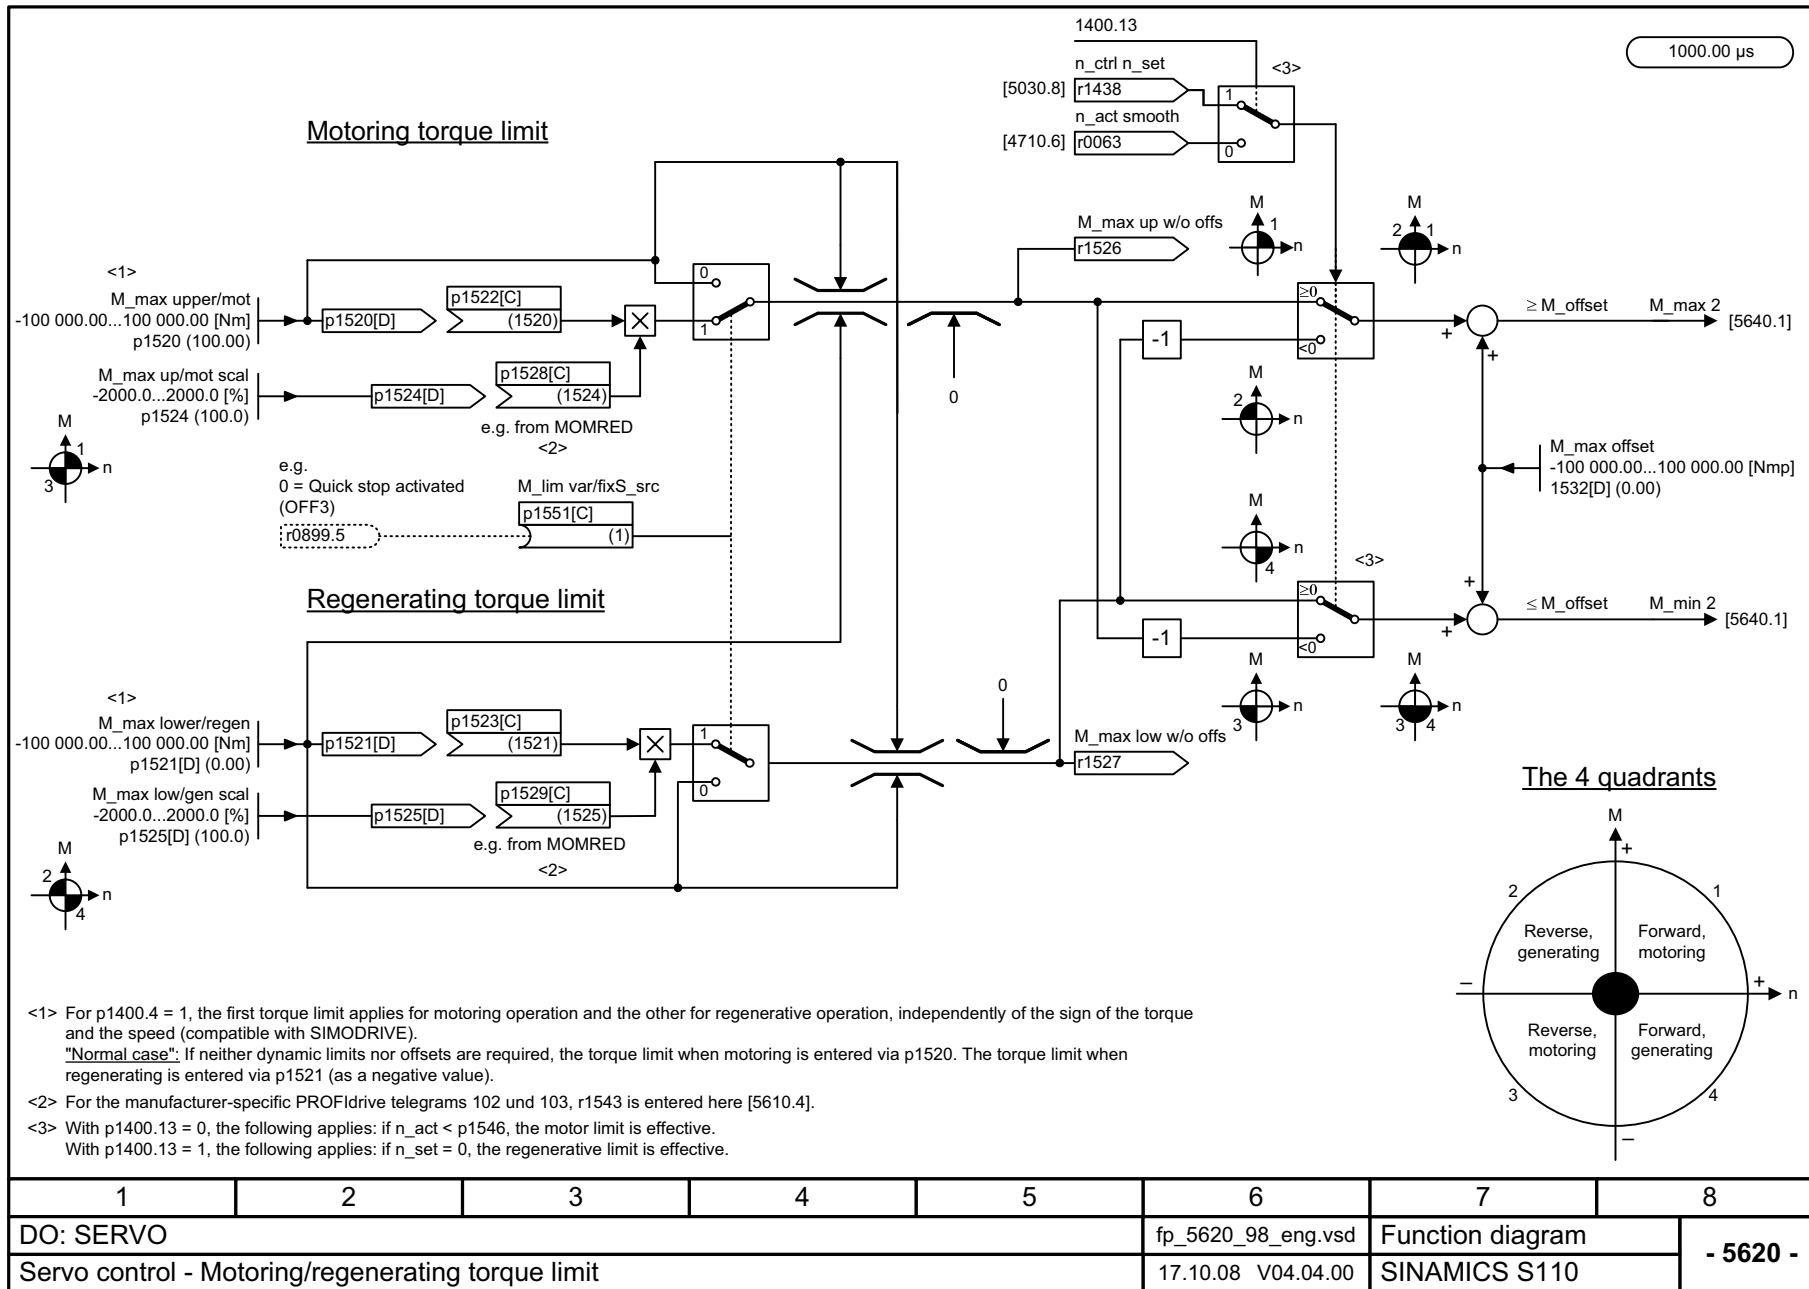 1400.13
1000.00 µs
n_ctrl n_set
<3>
[5030.8]
r1438
1
n_act smooth
[4710.6]
r0063
0
Motoring torque limit
M
1
n
M
2 1
n
M_max up w/o offs
r1526
<1>
M_max upper/mot
-100 000.00...100 000.00 [Nm]
p1520 (100.00)
p1520[D]
p1522[C]
(1520)
0
1
≥0
<0
-1
+
+
≥ M_offset
M_max 2
[5640.1]
M_max up/mot scal
-2000.0...2000.0 [%]
p1524 (100.0)
p1524[D]
p1528[C]
(1524)
e.g. from MOMRED
<2>
0
M
2
n
M
1
n
3
e.g.
0 = Quick stop activated
(OFF3)
r0899.5
M_lim var/fixS_src
p1551[C]
(1)
M_max offset
-100 000.00...100 000.00 [Nmp]
1532[D] (0.00)
M
n
4
<3>
Regenerating torque limit
≥0
<0
-1
+
+
≤ M_offset
M_min 2
[5640.1]
M
n
3
M
n
3 4
<1>
M_max lower/regen
-100 000.00...100 000.00 [Nm]
p1521[D] (0.00)
p1521[D]
p1523[C]
(1521)
1
0
0
M_max low w/o offs
r1527
M_max low/gen scal
-2000.0...2000.0 [%]
p1525[D] (100.0)
p1525[D]
p1529[C]
(1525)
e.g. from MOMRED
<2>
M
2
n
4
The 4 quadrants
M
+
2
1
Reverse,
generating
Forward,
motoring
–
+
n
Reverse,
motoring
Forward,
generating
3
4
–
<1> For p1400.4 = 1, the first torque limit applies for motoring operation and the other for regenerative operation, independently of the sign of the torque
and the speed (compatible with SIMODRIVE).
"Normal case": If neither dynamic limits nor offsets are required, the torque limit when motoring is entered via p1520. The torque limit when
regenerating is entered via p1521 (as a negative value).
<2> For the manufacturer-specific PROFIdrive telegrams 102 und 103, r1543 is entered here [5610.4].
<3> With p1400.13 = 0, the following applies: if n_act < p1546, the motor limit is effective.
With p1400.13 = 1, the following applies: if n_set = 0, the regenerative limit is effective.
1 2 3 4 5 6 7 8
DO: SERVO
fp_5620_98_eng.vsd
Function diagram
- 5620 -
Servo control - Motoring/regenerating torque limit
17.10.08 V04.04.00
SINAMICS S110